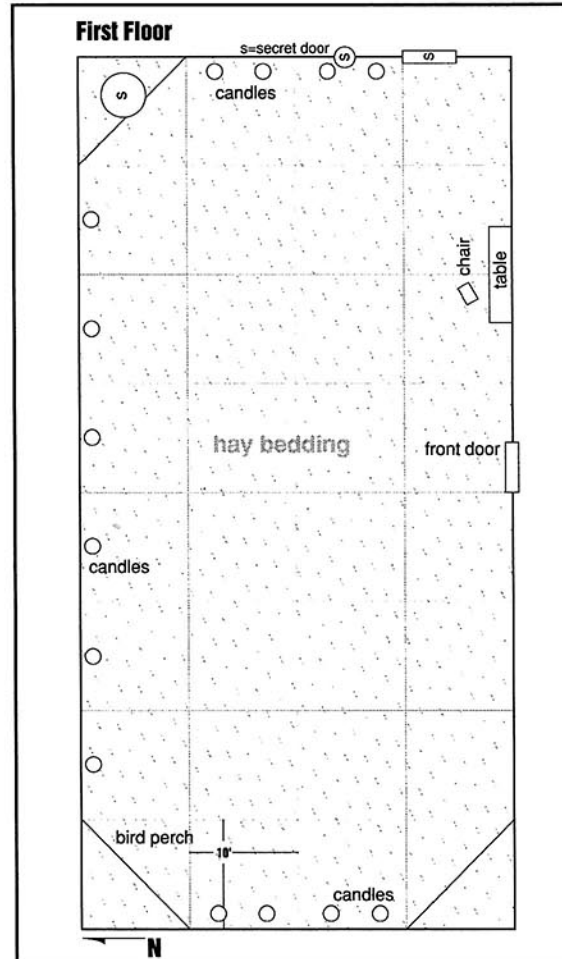 First Floor
s=secret door
s
s
s
candles
chair
table
hay bedding
front door
candles
bird perch
10'
candles
N